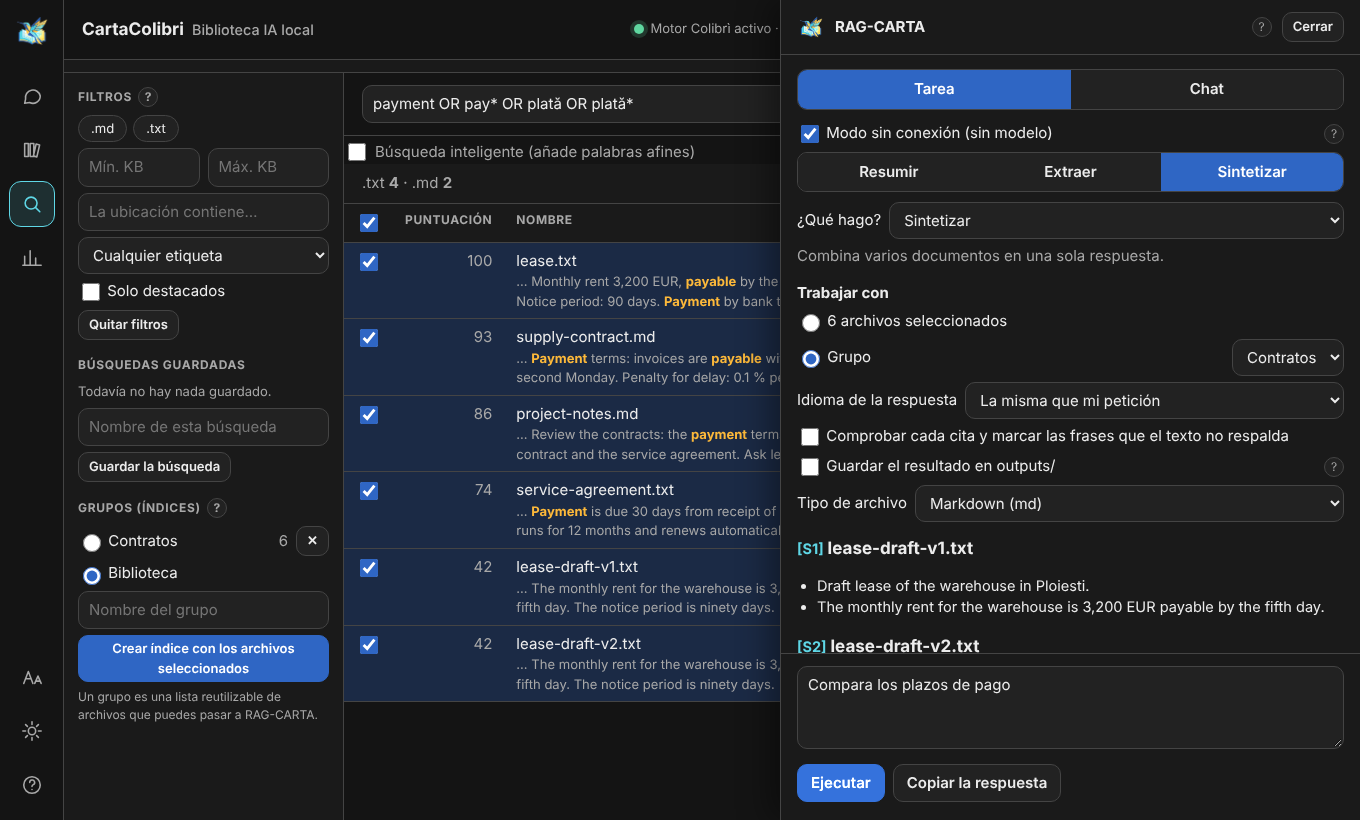 CartaColibri Biblioteca IA local
Motor Colibrì activo ·
FILTROS ?
.md .txt
Mín. KB Máx. KB
La ubicación contiene...
Cualquier etiqueta
Solo destacados
Quitar filtros
BÚSQUEDAS GUARDADAS
Todavía no hay nada guardado.
Nombre de esta búsqueda
Guardar la búsqueda
GRUPOS (ÍNDICES) ?
Contratos 6 ×
Biblioteca
Nombre del grupo
Crear índice con los archivos
seleccionados
Un grupo es una lista reutilizable de
archivos que puedes pasar a RAG-CARTA.
AA
?
payment OR pay* OR plată OR plată*
Búsqueda inteligente (añade palabras afines)
.txt 4 · .md 2
PUNTUACIÓN NOMBRE
100 lease.txt
... Monthly rent 3,200 EUR, payable by the
Notice period: 90 days. Payment by bank t
93 supply-contract.md
... Payment terms: invoices are payable wi
second Monday. Penalty for delay: 0.1 % pe
86 project-notes.md
... Review the contracts: the payment term
contract and the service agreement. Ask le
74 service-agreement.txt
... Payment is due 30 days from receipt of
runs for 12 months and renews automatical
42 lease-draft-v1.txt
... The monthly rent for the warehouse is 3,
fifth day. The notice period is ninety days.
42 lease-draft-v2.txt
... The monthly rent for the warehouse is 3,
fifth day. The notice period is ninety days.
RAG-CARTA ? Cerrar
Tarea Chat
Modo sin conexión (sin modelo) ?
Resumir Extraer Sintetizar
¿Qué hago? Sintetizar
Combina varios documentos en una sola respuesta.
Trabajar con
6 archivos seleccionados
Grupo Contratos
Idioma de la respuesta La misma que mi petición
Comprobar cada cita y marcar las frases que el texto no respalda
Guardar el resultado en outputs/ ?
Tipo de archivo Markdown (md)
[S1] lease-draft-v1.txt
• Draft lease of the warehouse in Ploiesti.
• The monthly rent for the warehouse is 3,200 EUR payable by the fifth day.
[S2] lease-draft-v2.txt
Compara los plazos de pago
Ejecutar Copiar la respuesta